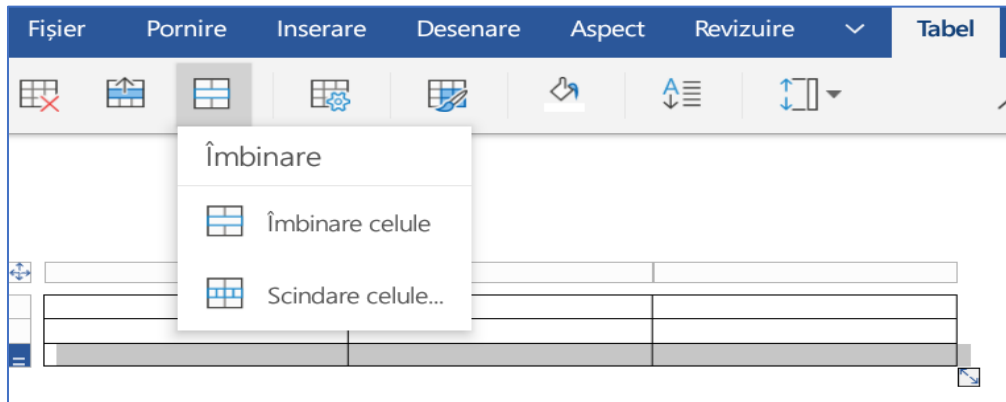 Fișier Pornire Inserare Desenare Aspect Revizuire Tabel
Îmbinare
Îmbinare celule
Scindare celule...